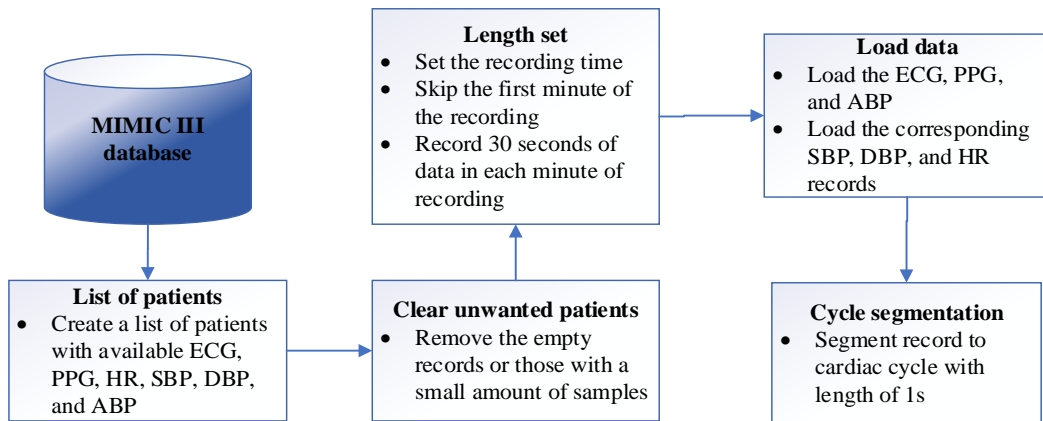 MIMIC III
database
List of patients
• Create a list of patients
with available ECG,
PPG, HR, SBP, DBP,
and ABP
Clear unwanted patients
• Remove the empty
records or those with a
small amount of samples
Length set
• Set the recording time
• Skip the first minute of
the recording
• Record 30 seconds of
data in each minute of
recording
Load data
• Load the ECG, PPG,
and ABP
• Load the corresponding
SBP, DBP, and HR
records
Cycle segmentation
• Segment record to
cardiac cycle with
length of 1s